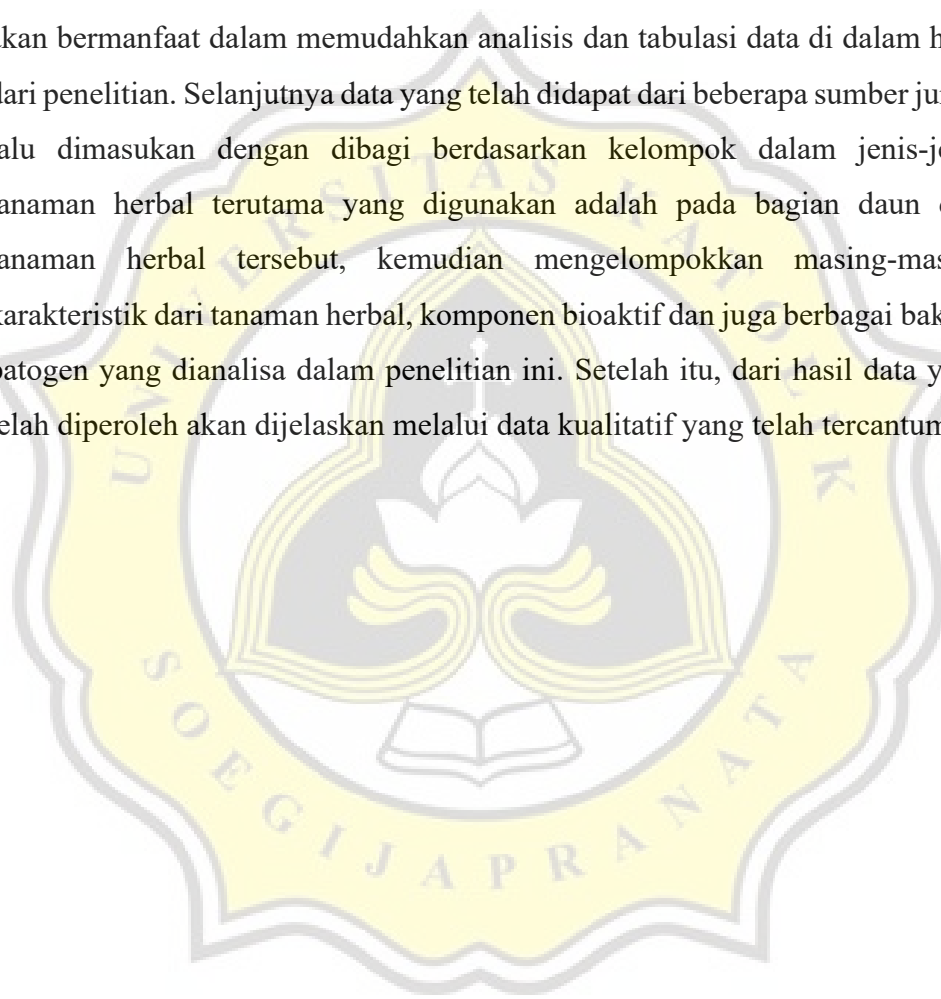 kan bermanfaat dalam memudahkan analisis dan tabulasi data di dalam h
dari penelitian. Selanjutnya data yang telah didapat dari beberapa sumber jur
alu dimasukan dengan dibagi berdasarkan kelompok dalam jenis-je
anaman herbal terutama yang digunakan adalah pada bagian daun d
anaman herbal tersebut, kemudian mengelompokkan masing-mas
karakteristik dari tanaman herbal, komponen bioaktif dan juga berbagai bak
patogen yang dianalisa dalam penelitian ini. Setelah itu, dari hasil data y
elah diperoleh akan dijelaskan melalui data kualitatif yang telah tercantum
UNIVERSITAS KATOLIK
SOEGIJAPRANATA